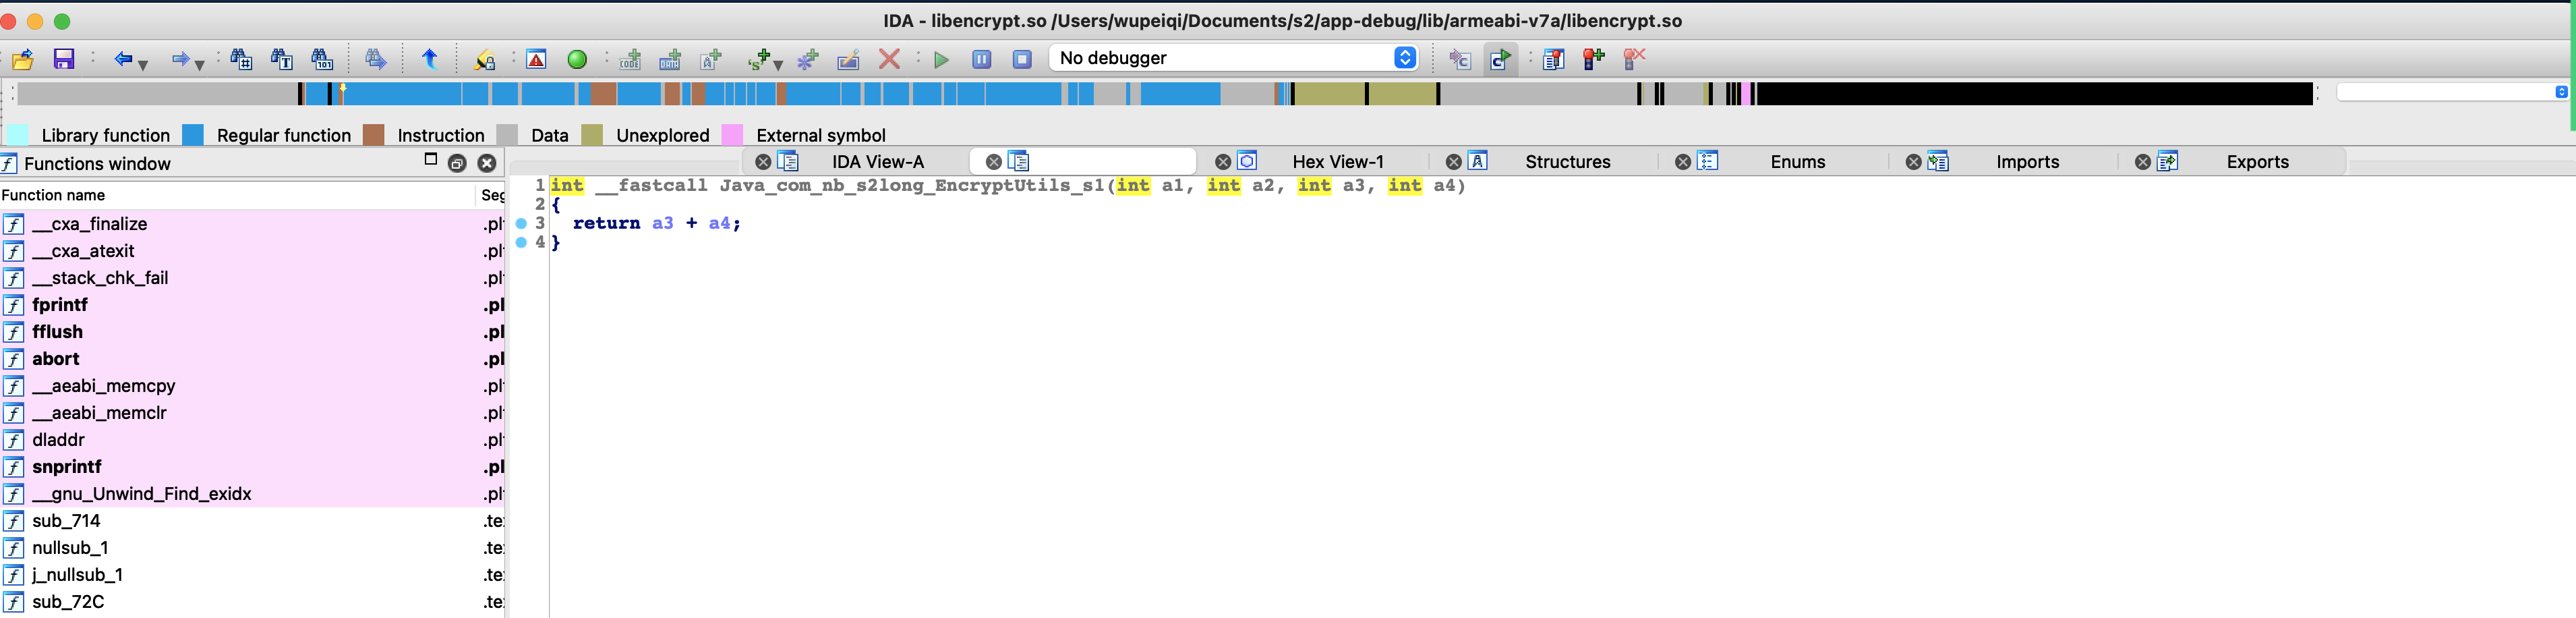 IDA - libencrypt.so /Users/wupeiqi/Documents/s2/app-debug/lib/armeabi-v7a/libencrypt.so
No debugger
Library function Regular function Instruction Data Unexplored External symbol
Functions window
IDA View-A Hex View-1 Structures Enums Imports Exports
Function name Seg
__cxa_finalize .pl
__cxa_atexit .pl
__stack_chk_fail .pl
fprintf .pl
fflush .pl
abort .pl
__aeabi_memcpy .pl
__aeabi_memclr .pl
dladdr .pl
snprintf .pl
__gnu_Unwind_Find_exidx .pl
sub_714 .te
nullsub_1 .te
j_nullsub_1 .te
sub_72C .te
1 int __fastcall Java_com_nb_s2long_EncryptUtils_s1(int a1, int a2, int a3, int a4)
2 {
3 return a3 + a4;
4 }